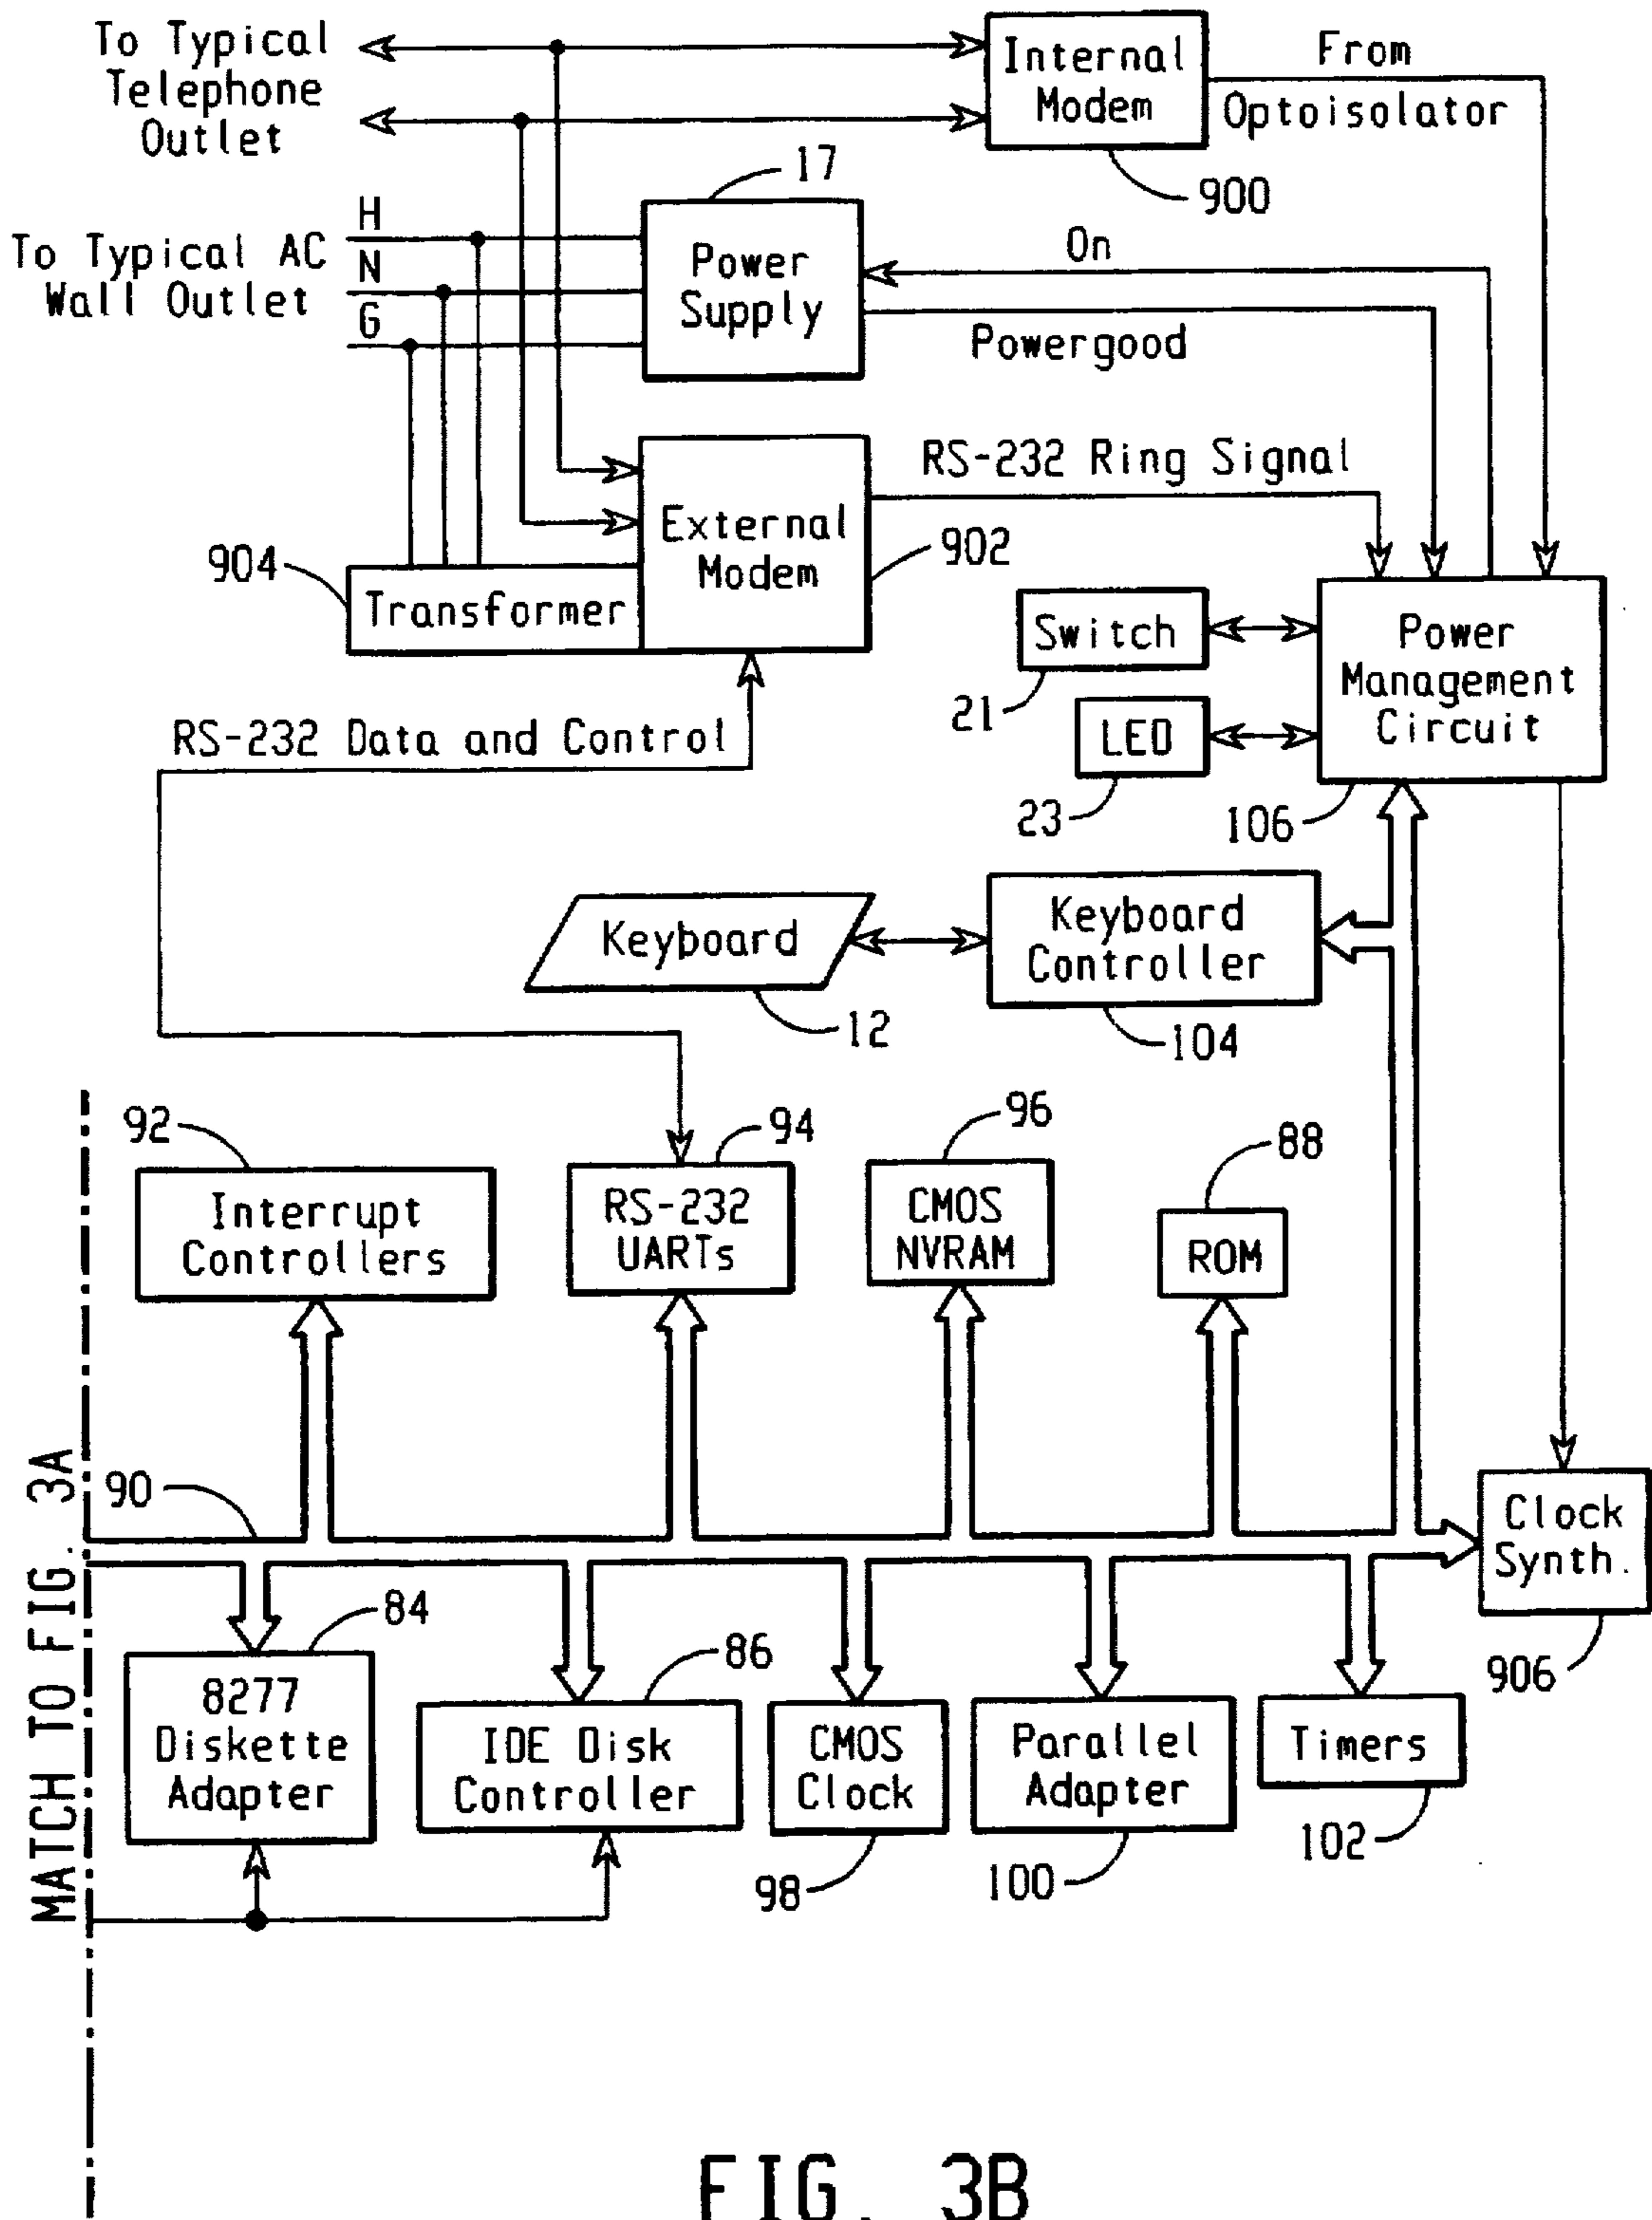 To Typical
Telephone
Outlet
Internal
Modem
From
Optoisolator
900
17
H
To Typical AC
Wall Outlet
N
G
Power
Supply
On
Powergood
RS-232 Ring Signal
External
Modem
902
904
Transformer
Switch
21
LED
23
Power
Management
Circuit
106
RS-232 Data and Control
Keyboard
12
Keyboard
Controller
104
92
Interrupt
Controllers
94
RS-232
UARTs
96
CMOS
NVRAM
88
ROM
MATCH TO FIG. 3A
90
Clock
Synth.
906
84
8277
Diskette
Adapter
86
IDE Disk
Controller
CMOS
Clock
98
Parallel
Adapter
100
Timers
102
FIG. 3B